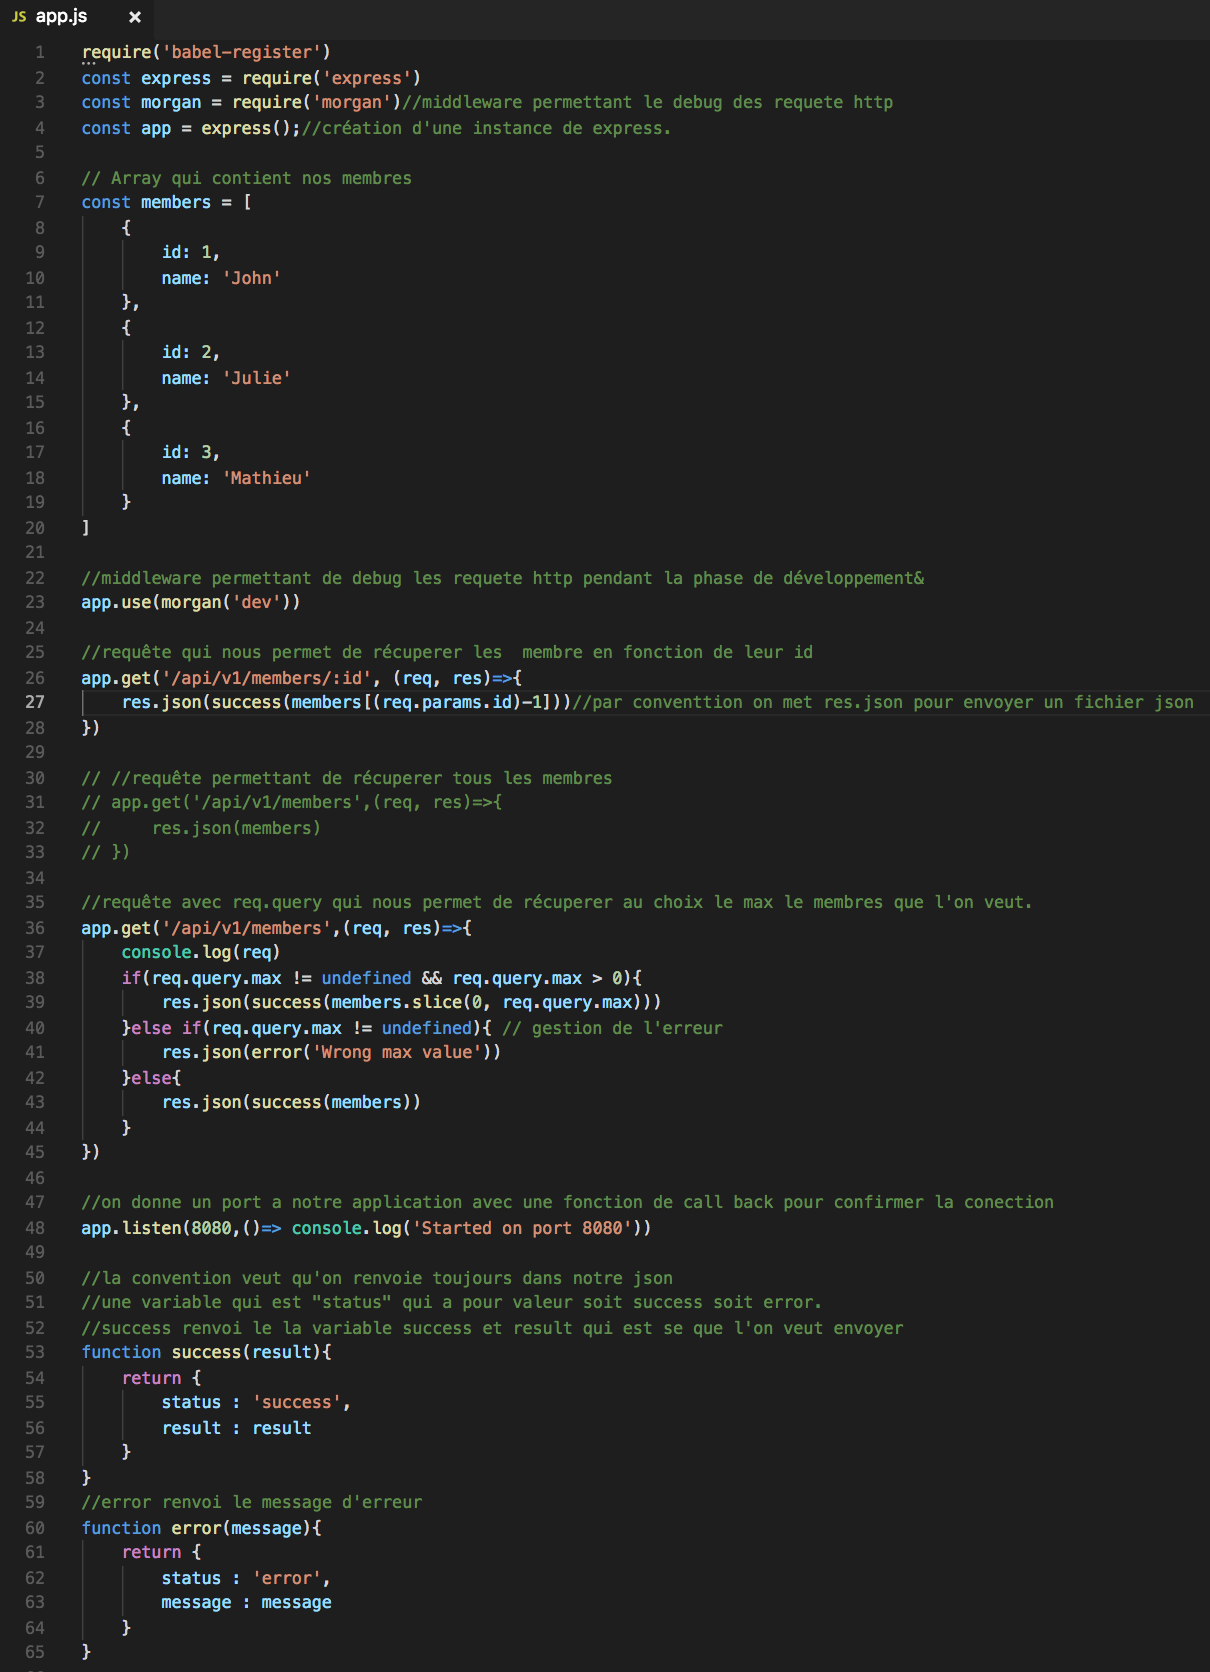 JS app.js ×
1 require('babel-register')
2 const express = require('express')
3 const morgan = require('morgan')//middleware permettant le debug des requete http
4 const app = express();//création d'une instance de express.
5
6 // Array qui contient nos membres
7 const members = [
8     {
9         id: 1,
10         name: 'John'
11     },
12     {
13         id: 2,
14         name: 'Julie'
15     },
16     {
17         id: 3,
18         name: 'Mathieu'
19     }
20 ]
21
22 //middleware permettant de debug les requete http pendant la phase de développement&
23 app.use(morgan('dev'))
24
25 //requête qui nous permet de récuperer les  membre en fonction de leur id
26 app.get('/api/v1/members/:id', (req, res)=>{
27     res.json(success(members[(req.params.id)-1]))//par conventtion on met res.json pour envoyer un fichier json
28 })
29
30 // //requête permettant de récuperer tous les membres
31 // app.get('/api/v1/members',(req, res)=>{
32 //     res.json(members)
33 // })
34
35 //requête avec req.query qui nous permet de récuperer au choix le max le membres que l'on veut.
36 app.get('/api/v1/members',(req, res)=>{
37     console.log(req)
38     if(req.query.max != undefined && req.query.max > 0){
39         res.json(success(members.slice(0, req.query.max)))
40     }else if(req.query.max != undefined){ // gestion de l'erreur
41         res.json(error('Wrong max value'))
42     }else{
43         res.json(success(members))
44     }
45 })
46
47 //on donne un port a notre application avec une fonction de call back pour confirmer la conection
48 app.listen(8080,()=> console.log('Started on port 8080'))
49
50 //la convention veut qu'on renvoie toujours dans notre json
51 //une variable qui est "status" qui a pour valeur soit success soit error.
52 //success renvoi le la variable success et result qui est se que l'on veut envoyer
53 function success(result){
54     return {
55         status : 'success',
56         result : result
57     }
58 }
59 //error renvoi le message d'erreur
60 function error(message){
61     return {
62         status : 'error',
63         message : message
64     }
65 }